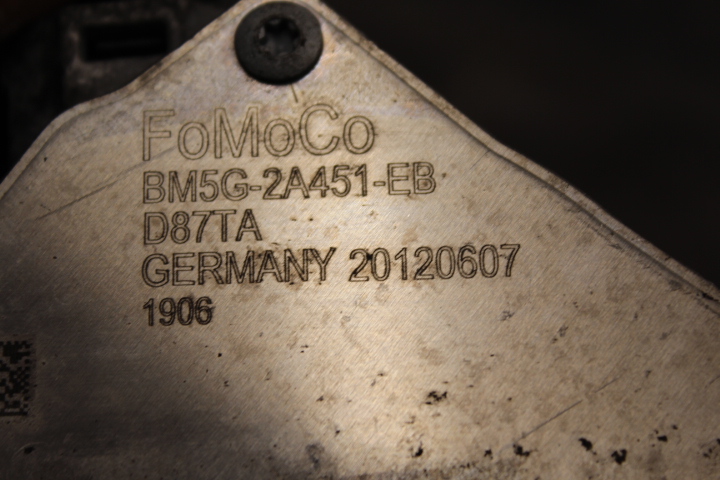 FoMoCo
BM5G-2A451-EB
D87TA
GERMANY 20120607
1906